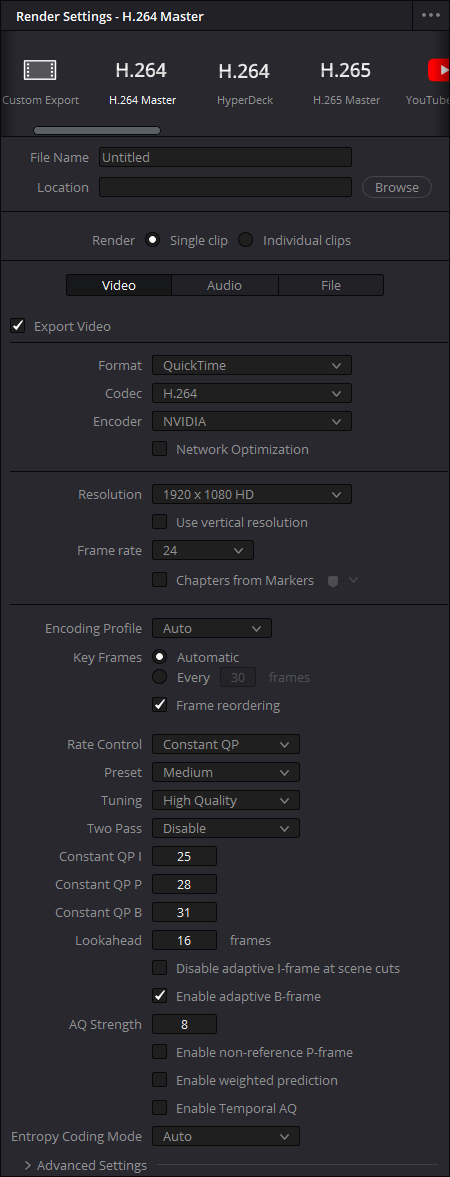 Render Settings - H.264 Master
H.264 H.264 H.265
Custom Export H.264 Master HyperDeck H.265 Master YouTube
File Name Untitled
Location Browse
Render Single clip Individual clips
Video Audio File
Export Video
Format QuickTime
Codec H.264
Encoder NVIDIA
Network Optimization
Resolution 1920 x 1080 HD
Use vertical resolution
Frame rate 24
Chapters from Markers
Encoding Profile Auto
Key Frames Automatic
Every 30 frames
Frame reordering
Rate Control Constant QP
Preset Medium
Tuning High Quality
Two Pass Disable
Constant QP I 25
Constant QP P 28
Constant QP B 31
Lookahead 16 frames
Disable adaptive I-frame at scene cuts
Enable adaptive B-frame
AQ Strength 8
Enable non-reference P-frame
Enable weighted prediction
Enable Temporal AQ
Entropy Coding Mode Auto
Advanced Settings